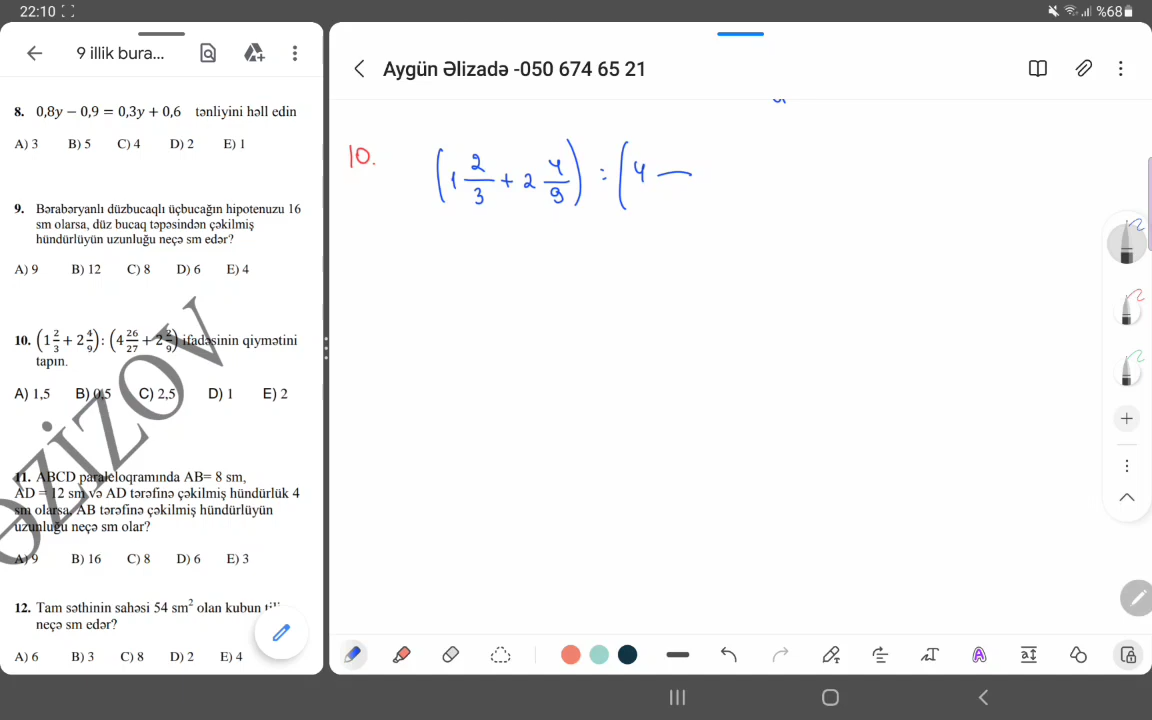 22:10
%68
9 illik bura...
8. 0,8y − 0,9 = 0,3y + 0,6 tənliyini həll edin
A) 3 B) 5 C) 4 D) 2 E) 1
9. Bərabəryanlı düzbucaqlı üçbucağın hipotenuzu 16
sm olarsa, düz bucaq təpəsindən çəkilmiş
hündürlüyün uzunluğu neçə sm edər?
A) 9 B) 12 C) 8 D) 6 E) 4
10. (1 2/3 + 2 4/9) : (4 26/27 + 2 2/9) ifadəsinin qiymətini
tapın.
A) 1,5 B) 0,5 C) 2,5 D) 1 E) 2
11. ABCD paraleloqramında AB= 8 sm,
AD = 12 sm və AD tərəfinə çəkilmiş hündürlük 4
sm olarsa, AB tərəfinə çəkilmiş hündürlüyün
uzunluğu neçə sm olar?
A) 9 B) 16 C) 8 D) 6 E) 3
12. Tam səthinin sahəsi 54 sm² olan kubun
neçə sm edər?
A) 6 B) 3 C) 8 D) 2 E) 4
əzizov
Aygün Əlizadə -050 674 65 21
10. (1 2/3 + 2 4/9) : (4 —